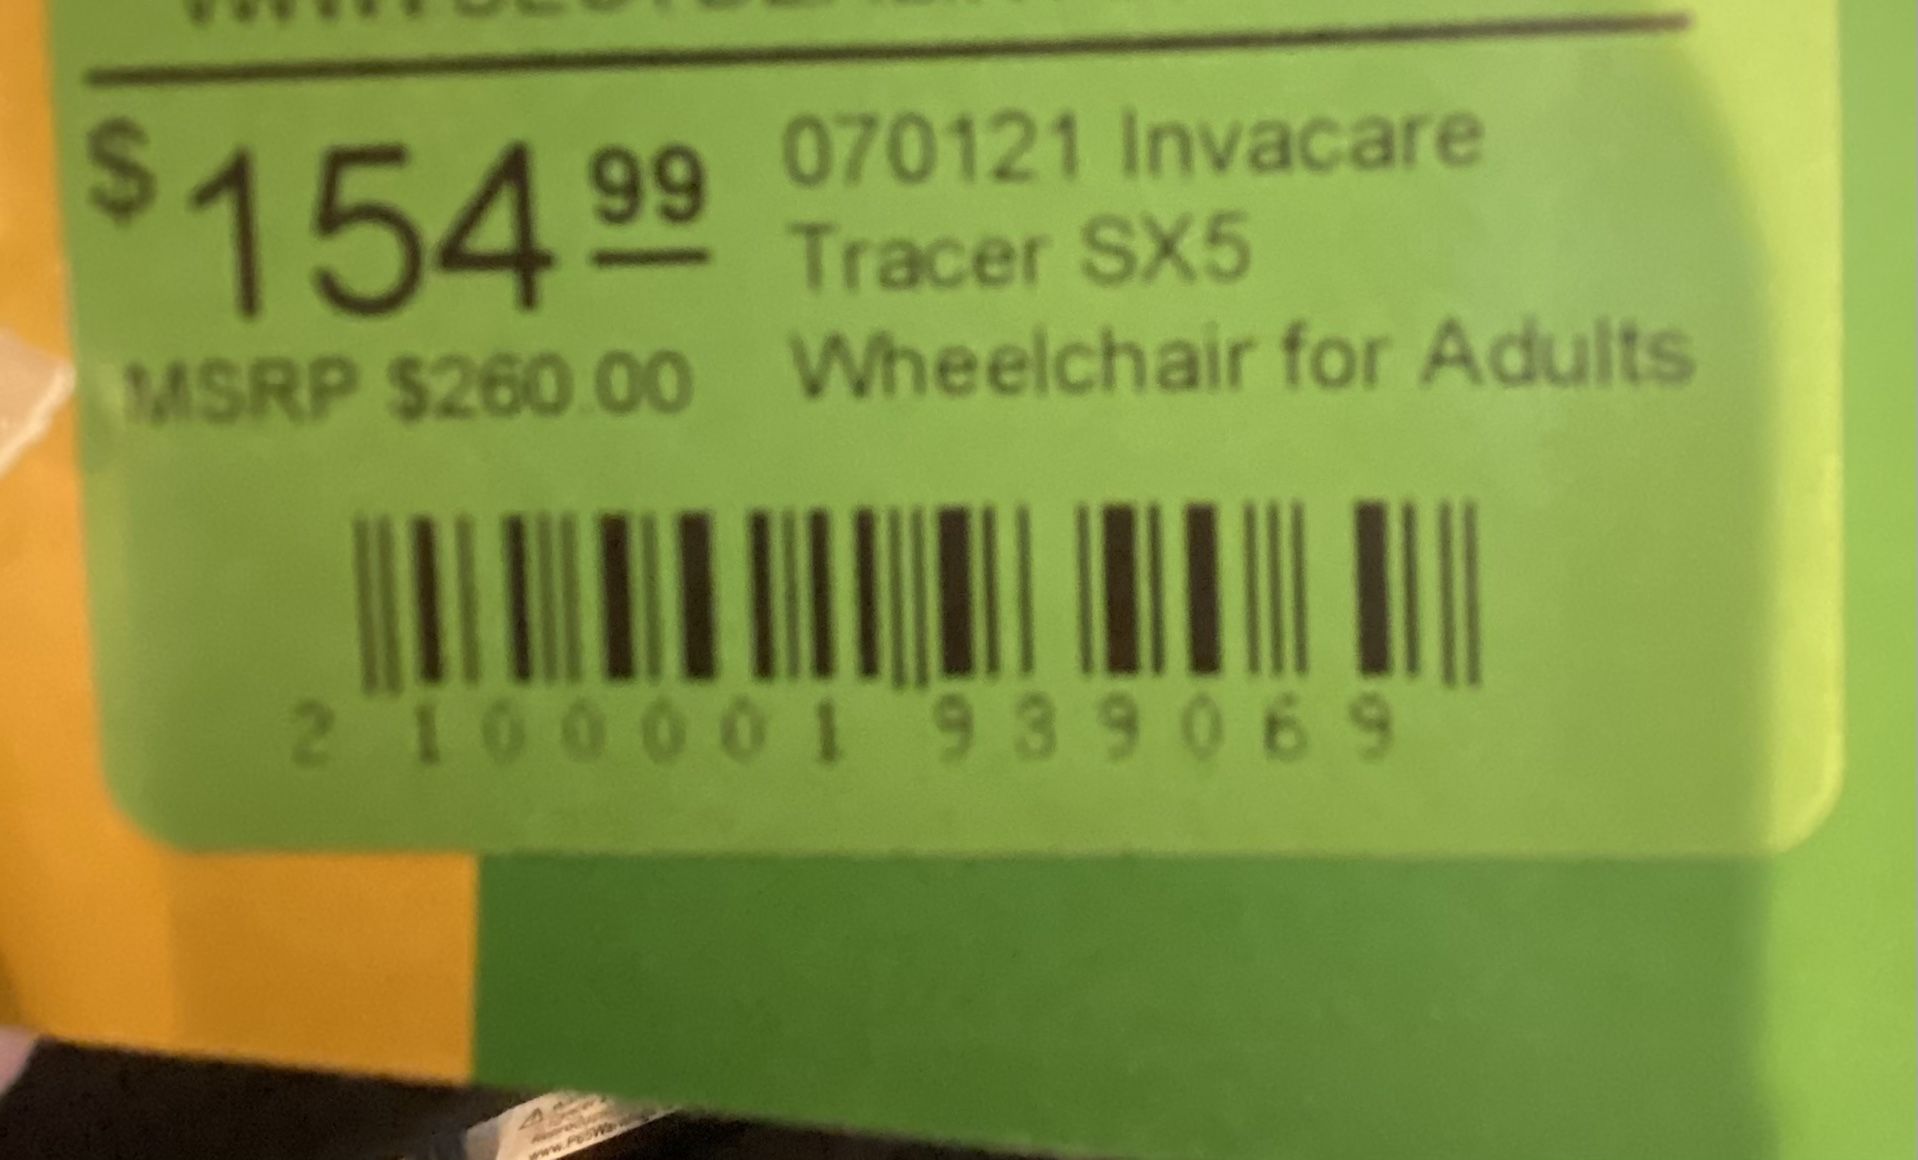 $154.99
MSRP $260.00
070121 Invacare
Tracer SX5
Wheelchair for Adults
2 100001 939069